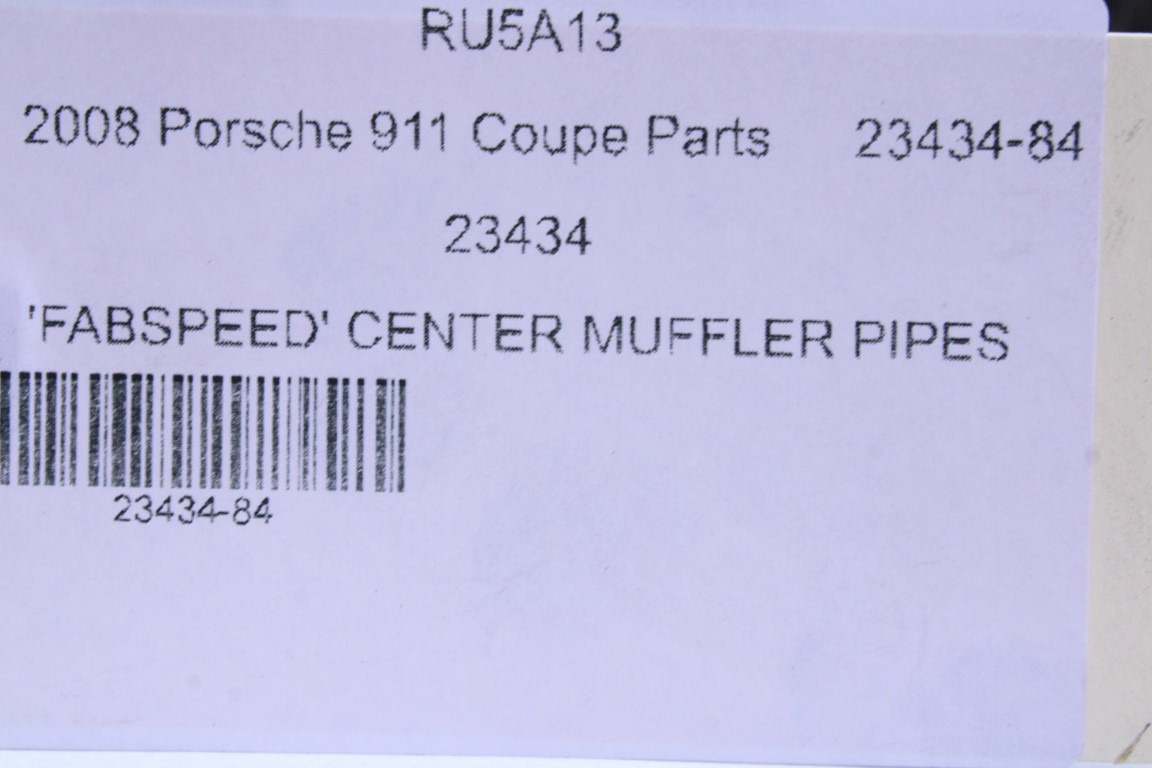 RU5A13
2008 Porsche 911 Coupe Parts 23434-84
23434
'FABSPEED' CENTER MUFFLER PIPES
23434-84